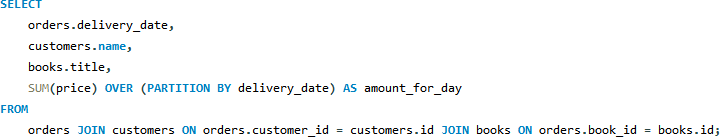 SELECT
    orders.delivery_date,
    customers.name,
    books.title,
    SUM(price) OVER (PARTITION BY delivery_date) AS amount_for_day
FROM
    orders JOIN customers ON orders.customer_id = customers.id JOIN books ON orders.book_id = books.id;